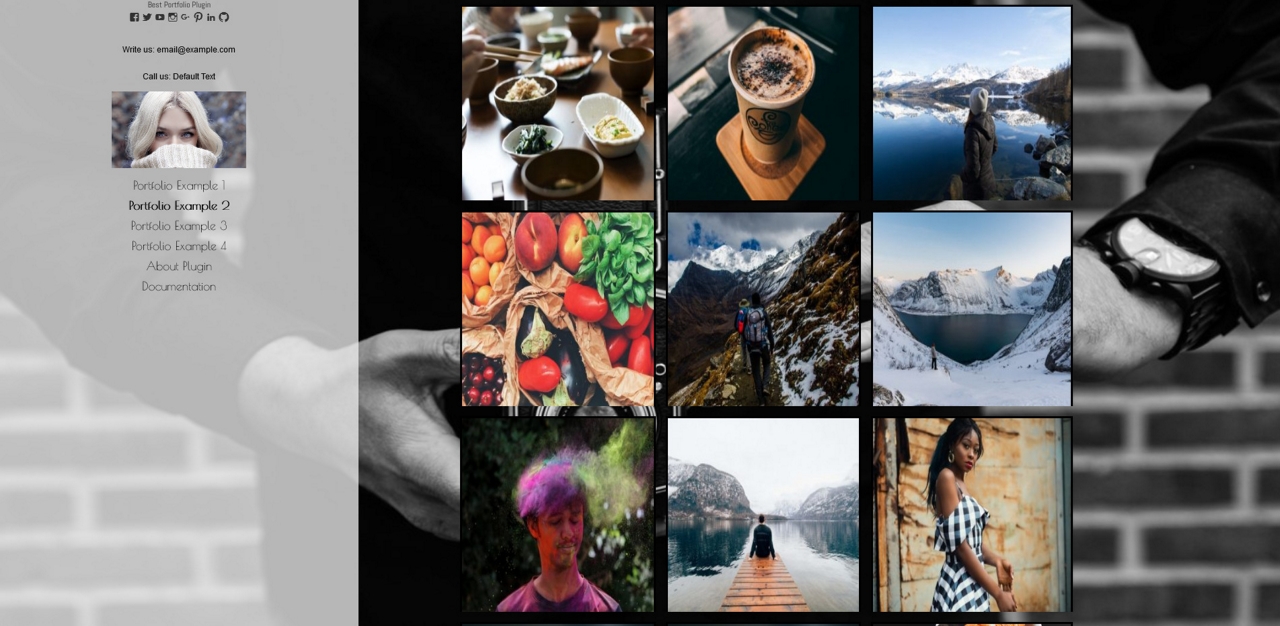 Best Portfolio Plugin
Write us: email@example.com
Call us: Default Text
Portfolio Example 1
Portfolio Example 2
Portfolio Example 3
Portfolio Example 4
About Plugin
Documentation